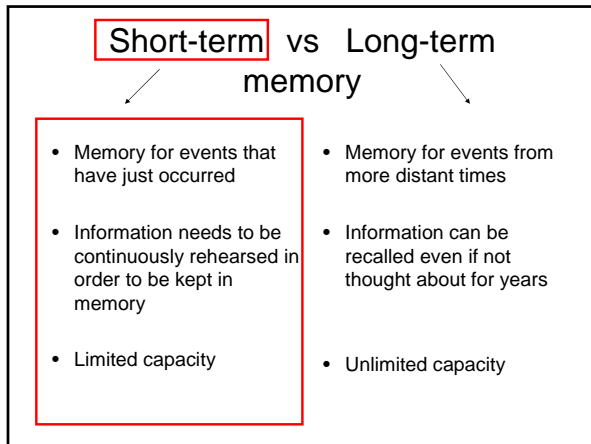 Short-term vs Long-term
memory
• Memory for events that
have just occurred
• Information needs to be
continuously rehearsed in
order to be kept in
memory
• Limited capacity
• Memory for events from
more distant times
• Information can be
recalled even if not
thought about for years
• Unlimited capacity